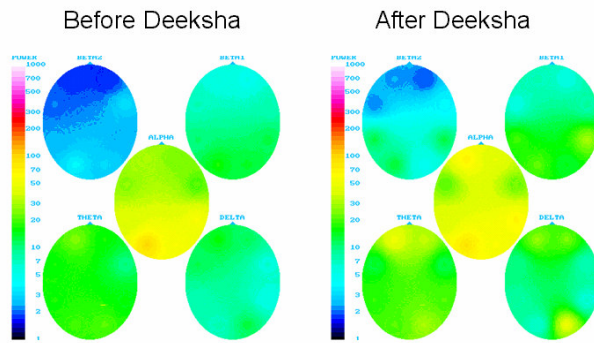 Before Deeksha
After Deeksha
POWER
BETA2
BETA1
1000
700
500
300
200
100
70
50
30
20
10
7
5
3
2
1
ALPHA
THETA
DELTA
POWER
BETA2
BETA1
1000
700
500
300
200
100
70
50
30
20
10
7
5
3
2
1
ALPHA
THETA
DELTA